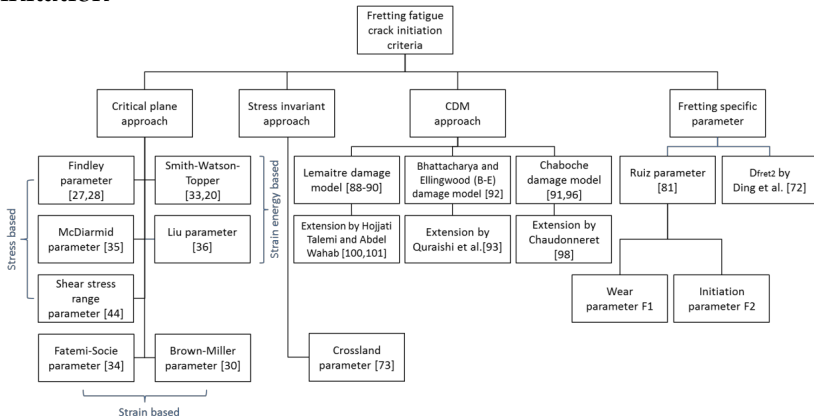 Fretting fatigue
crack initiation
criteria
Critical plane
approach
Stress invariant
approach
CDM
approach
Fretting specific
parameter
Findley
parameter
[27,28]
Smith-Watson-
Topper
[33,20]
Lemaitre damage
model [88-90]
Bhattacharya and
Ellingwood (B-E)
damage model [92]
Chaboche
damage model
[91,96]
Ruiz parameter
[81]
Dfret2 by
Ding et al. [72]
McDiarmid
parameter [35]
Liu parameter
[36]
Extension by Hojjati
Talemi and Abdel
Wahab [100,101]
Extension by
Quraishi et al.[93]
Extension by
Chaudonneret
[98]
Shear stress
range
parameter [44]
Wear
parameter F1
Initiation
parameter F2
Fatemi-Socie
parameter [34]
Brown-Miller
parameter [30]
Crossland
parameter [73]
Stress based
Strain energy based
Strain based